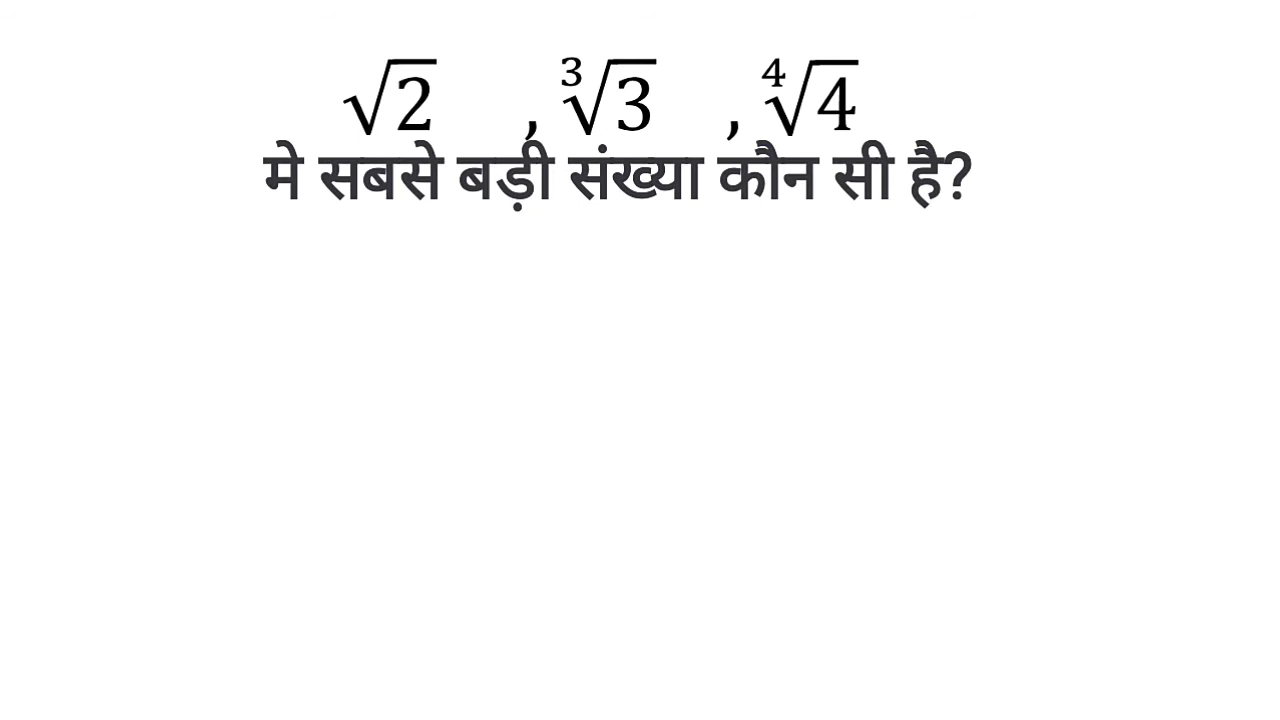 √2 , ∛3 , ∜4
मे सबसे बड़ी संख्या कौन सी है?